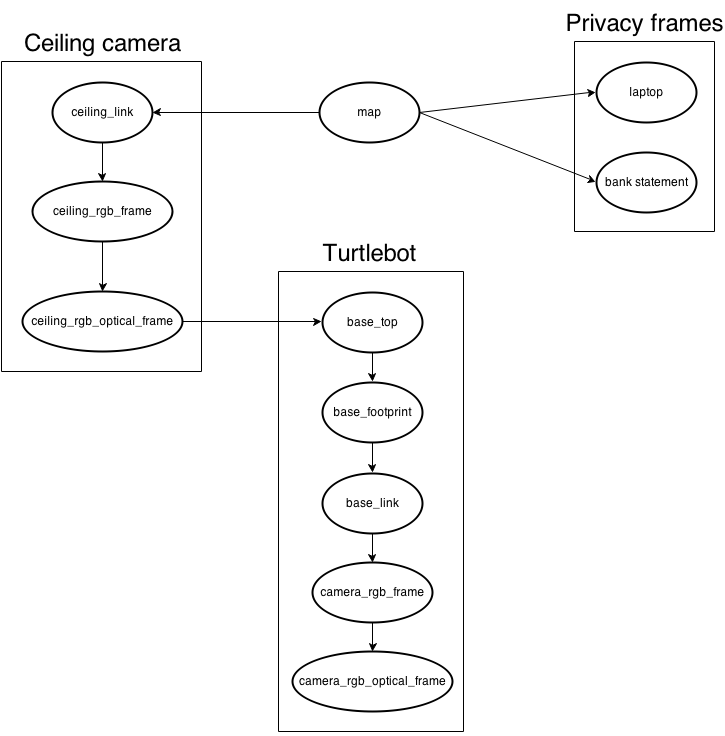 Ceiling camera
ceiling_link
ceiling_rgb_frame
ceiling_rgb_optical_frame
map
Privacy frames
laptop
bank statement
Turtlebot
base_top
base_footprint
base_link
camera_rgb_frame
camera_rgb_optical_frame